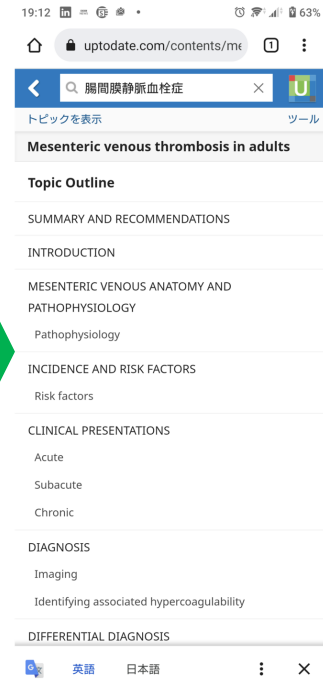 19:12
63%
uptodate.com/contents/me
1
腸間膜静脈血栓症
U
トピックを表示
ツール
Mesenteric venous thrombosis in adults
Topic Outline
SUMMARY AND RECOMMENDATIONS
INTRODUCTION
MESENTERIC VENOUS ANATOMY AND
PATHOPHYSIOLOGY
Pathophysiology
INCIDENCE AND RISK FACTORS
Risk factors
CLINICAL PRESENTATIONS
Acute
Subacute
Chronic
DIAGNOSIS
Imaging
Identifying associated hypercoagulability
DIFFERENTIAL DIAGNOSIS
英語
日本語